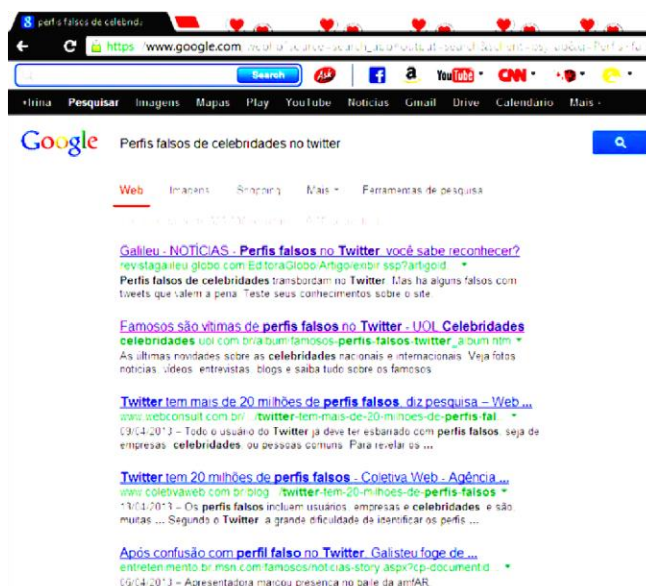 perfis falsos de celebrid
https www.google.com
Search Ask a YouTube CNN
+Irina Pesquisar Imagens Mapas Play YouTube Notícias Gmail Drive Calendário Mais
Google Perfis falsos de celebridades no twitter
Web Imagens Shopping Mais Ferramentas de pesquisa
Galileu - NOTÍCIAS - Perfis falsos no Twitter você sabe reconhecer?
revistagalileu globo.com
Perfis falsos de celebridades transbordam no Twitter Mas há alguns falsos com
tweets que valem a pena Teste seus conhecimentos sobre o site
Famosos são vítimas de perfis falsos no Twitter - UOL Celebridades
celebridades uol com br/album/famosos-perfis-falsos-twitter_album htm
As últimas novidades sobre as celebridades nacionais e internacionais Veja fotos
notícias, vídeos, entrevistas, blogs e saiba tudo sobre os famosos
Twitter tem mais de 20 milhões de perfis falsos, diz pesquisa – Web ...
www.webconsult com br/ /twitter-tem-mais-de-20-milhoes-de-perfis-fal...
09/04/2013 – Todo o usuário do Twitter já deve ter esbarrado com perfis falsos, seja de
empresas, celebridades, ou pessoas comuns Para revelar os ...
Twitter tem 20 milhões de perfis falsos - Coletiva Web - Agência ...
www coletivaweb com br blog /twitter-tem-20-milhoes-de-perfis-falsos
13/04/2013 – Os perfis falsos incluem usuários, empresas e celebridades e são
muitas ... Segundo o Twitter a grande dificuldade de identificar os perfis ...
Após confusão com perfil falso no Twitter, Galisteu foge de ...
entretenimento br msn com/famosos/noticias-story aspx?cp-documentid...
06/04/2013 – Apresentadora marcou presença no baile da amfAR